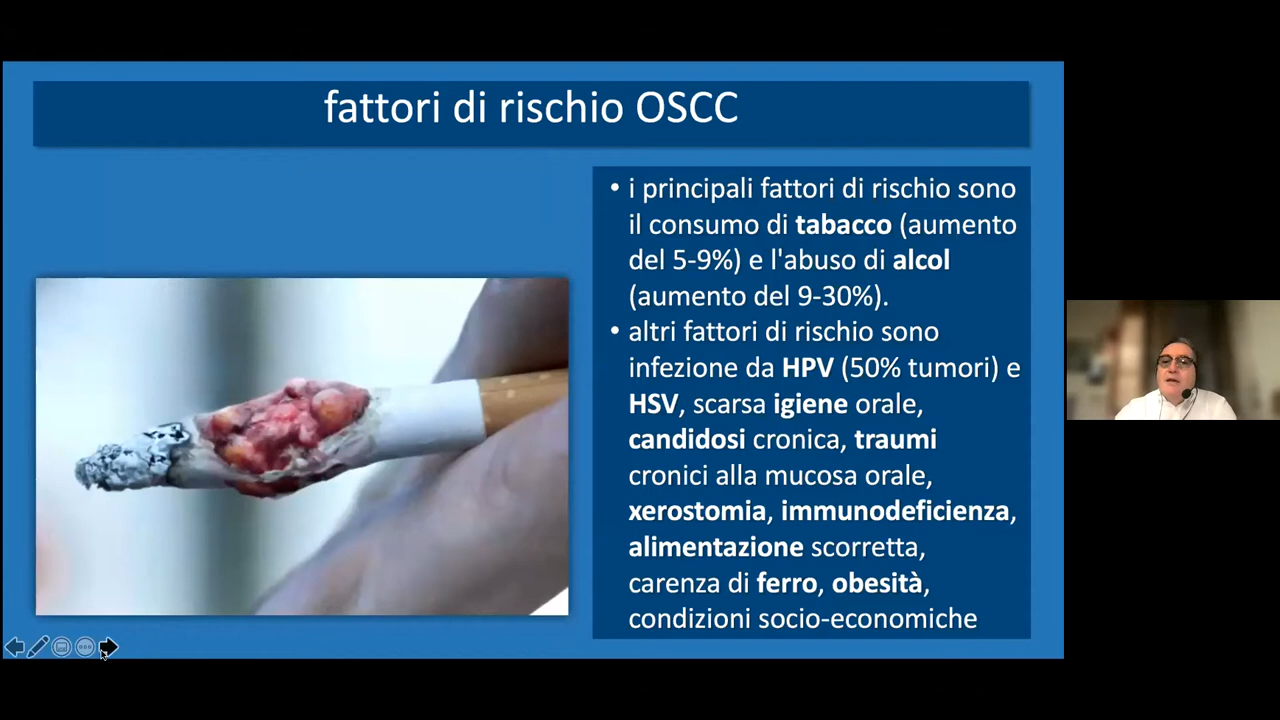 fattori di rischio OSCC
• i principali fattori di rischio sono
il consumo di tabacco (aumento
del 5-9%) e l'abuso di alcol
(aumento del 9-30%).
• altri fattori di rischio sono
infezione da HPV (50% tumori) e
HSV, scarsa igiene orale,
candidosi cronica, traumi
cronici alla mucosa orale,
xerostomia, immunodeficienza,
alimentazione scorretta,
carenza di ferro, obesità,
condizioni socio-economiche